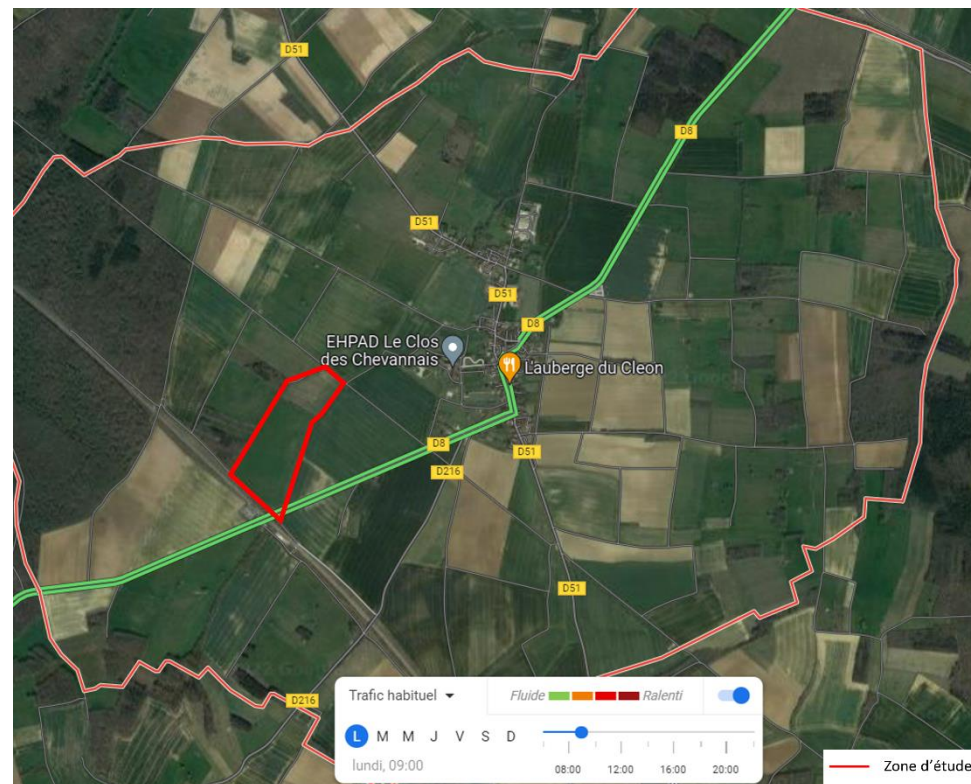 D51
D8
D51
D51
D8
EHPAD Le Clos
des Chevannais
L'auberge du Cleon
D8
D51
D216
D51
D216
Trafic habituel
Fluide
Ralenti
L M M J V S D
lundi, 09:00
08:00 12:00 16:00 20:00
Zone d'étude